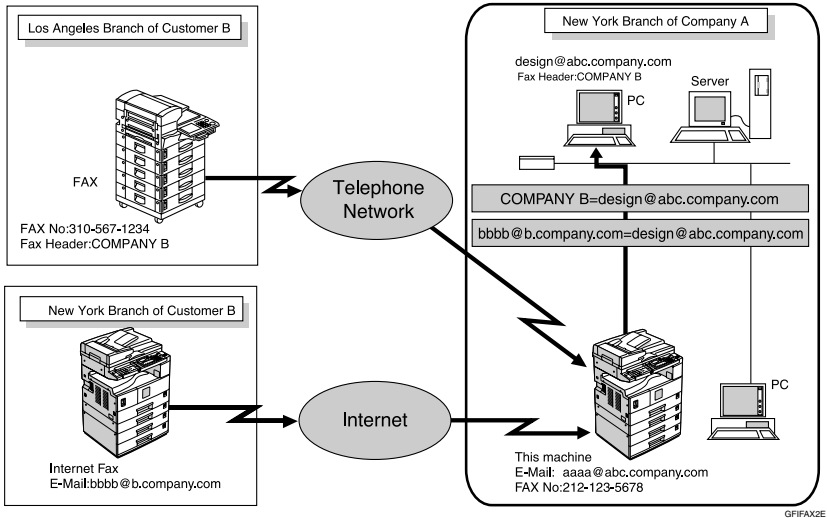 Los Angeles Branch of Customer B
FAX
FAX No:310-567-1234
Fax Header:COMPANY B
New York Branch of Customer B
Internet Fax
E-Mail:bbbb@b.company.com
Telephone
Network
Internet
New York Branch of Company A
design@abc.company.com
Fax Header:COMPANY B
PC
Server
COMPANY B=design@abc.company.com
bbbb@b.company.com=design@abc.company.com
PC
This machine
E-Mail: aaaa@abc.company.com
FAX No:212-123-5678
GFIFAX2E